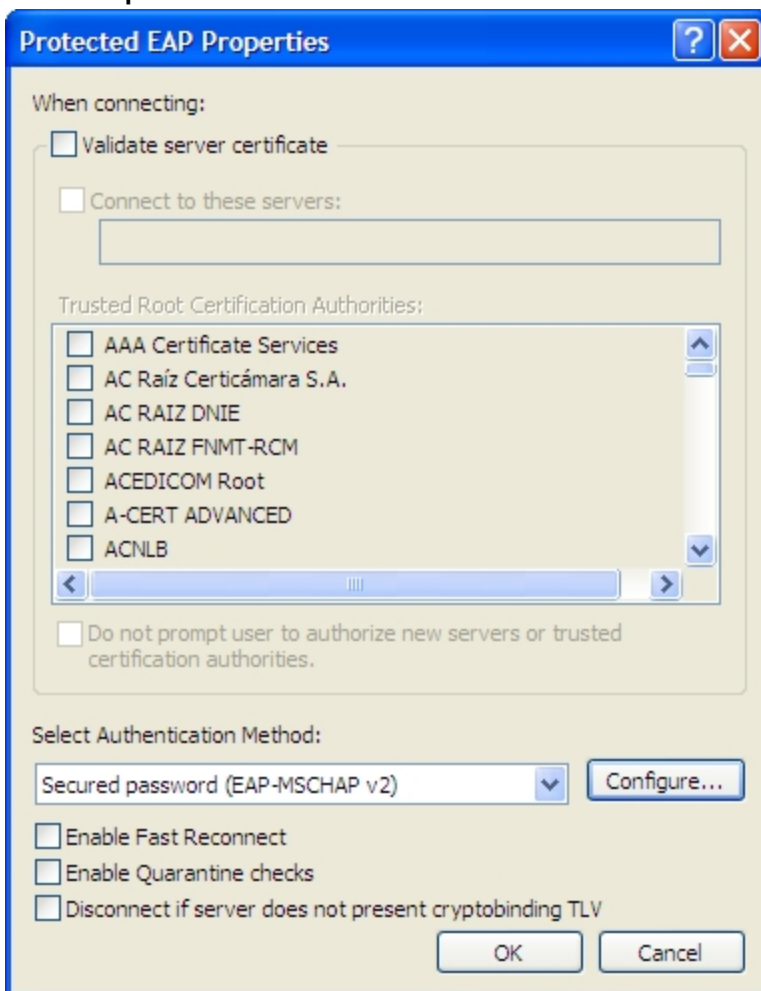 Protected EAP Properties
When connecting:
Validate server certificate
Connect to these servers:
Trusted Root Certification Authorities:
AAA Certificate Services
AC Raíz Certicámara S.A.
AC RAIZ DNIE
AC RAIZ FNMT-RCM
ACEDICOM Root
A-CERT ADVANCED
ACNLB
Do not prompt user to authorize new servers or trusted
certification authorities.
Select Authentication Method:
Secured password (EAP-MSCHAP v2)
Configure...
Enable Fast Reconnect
Enable Quarantine checks
Disconnect if server does not present cryptobinding TLV
OK
Cancel